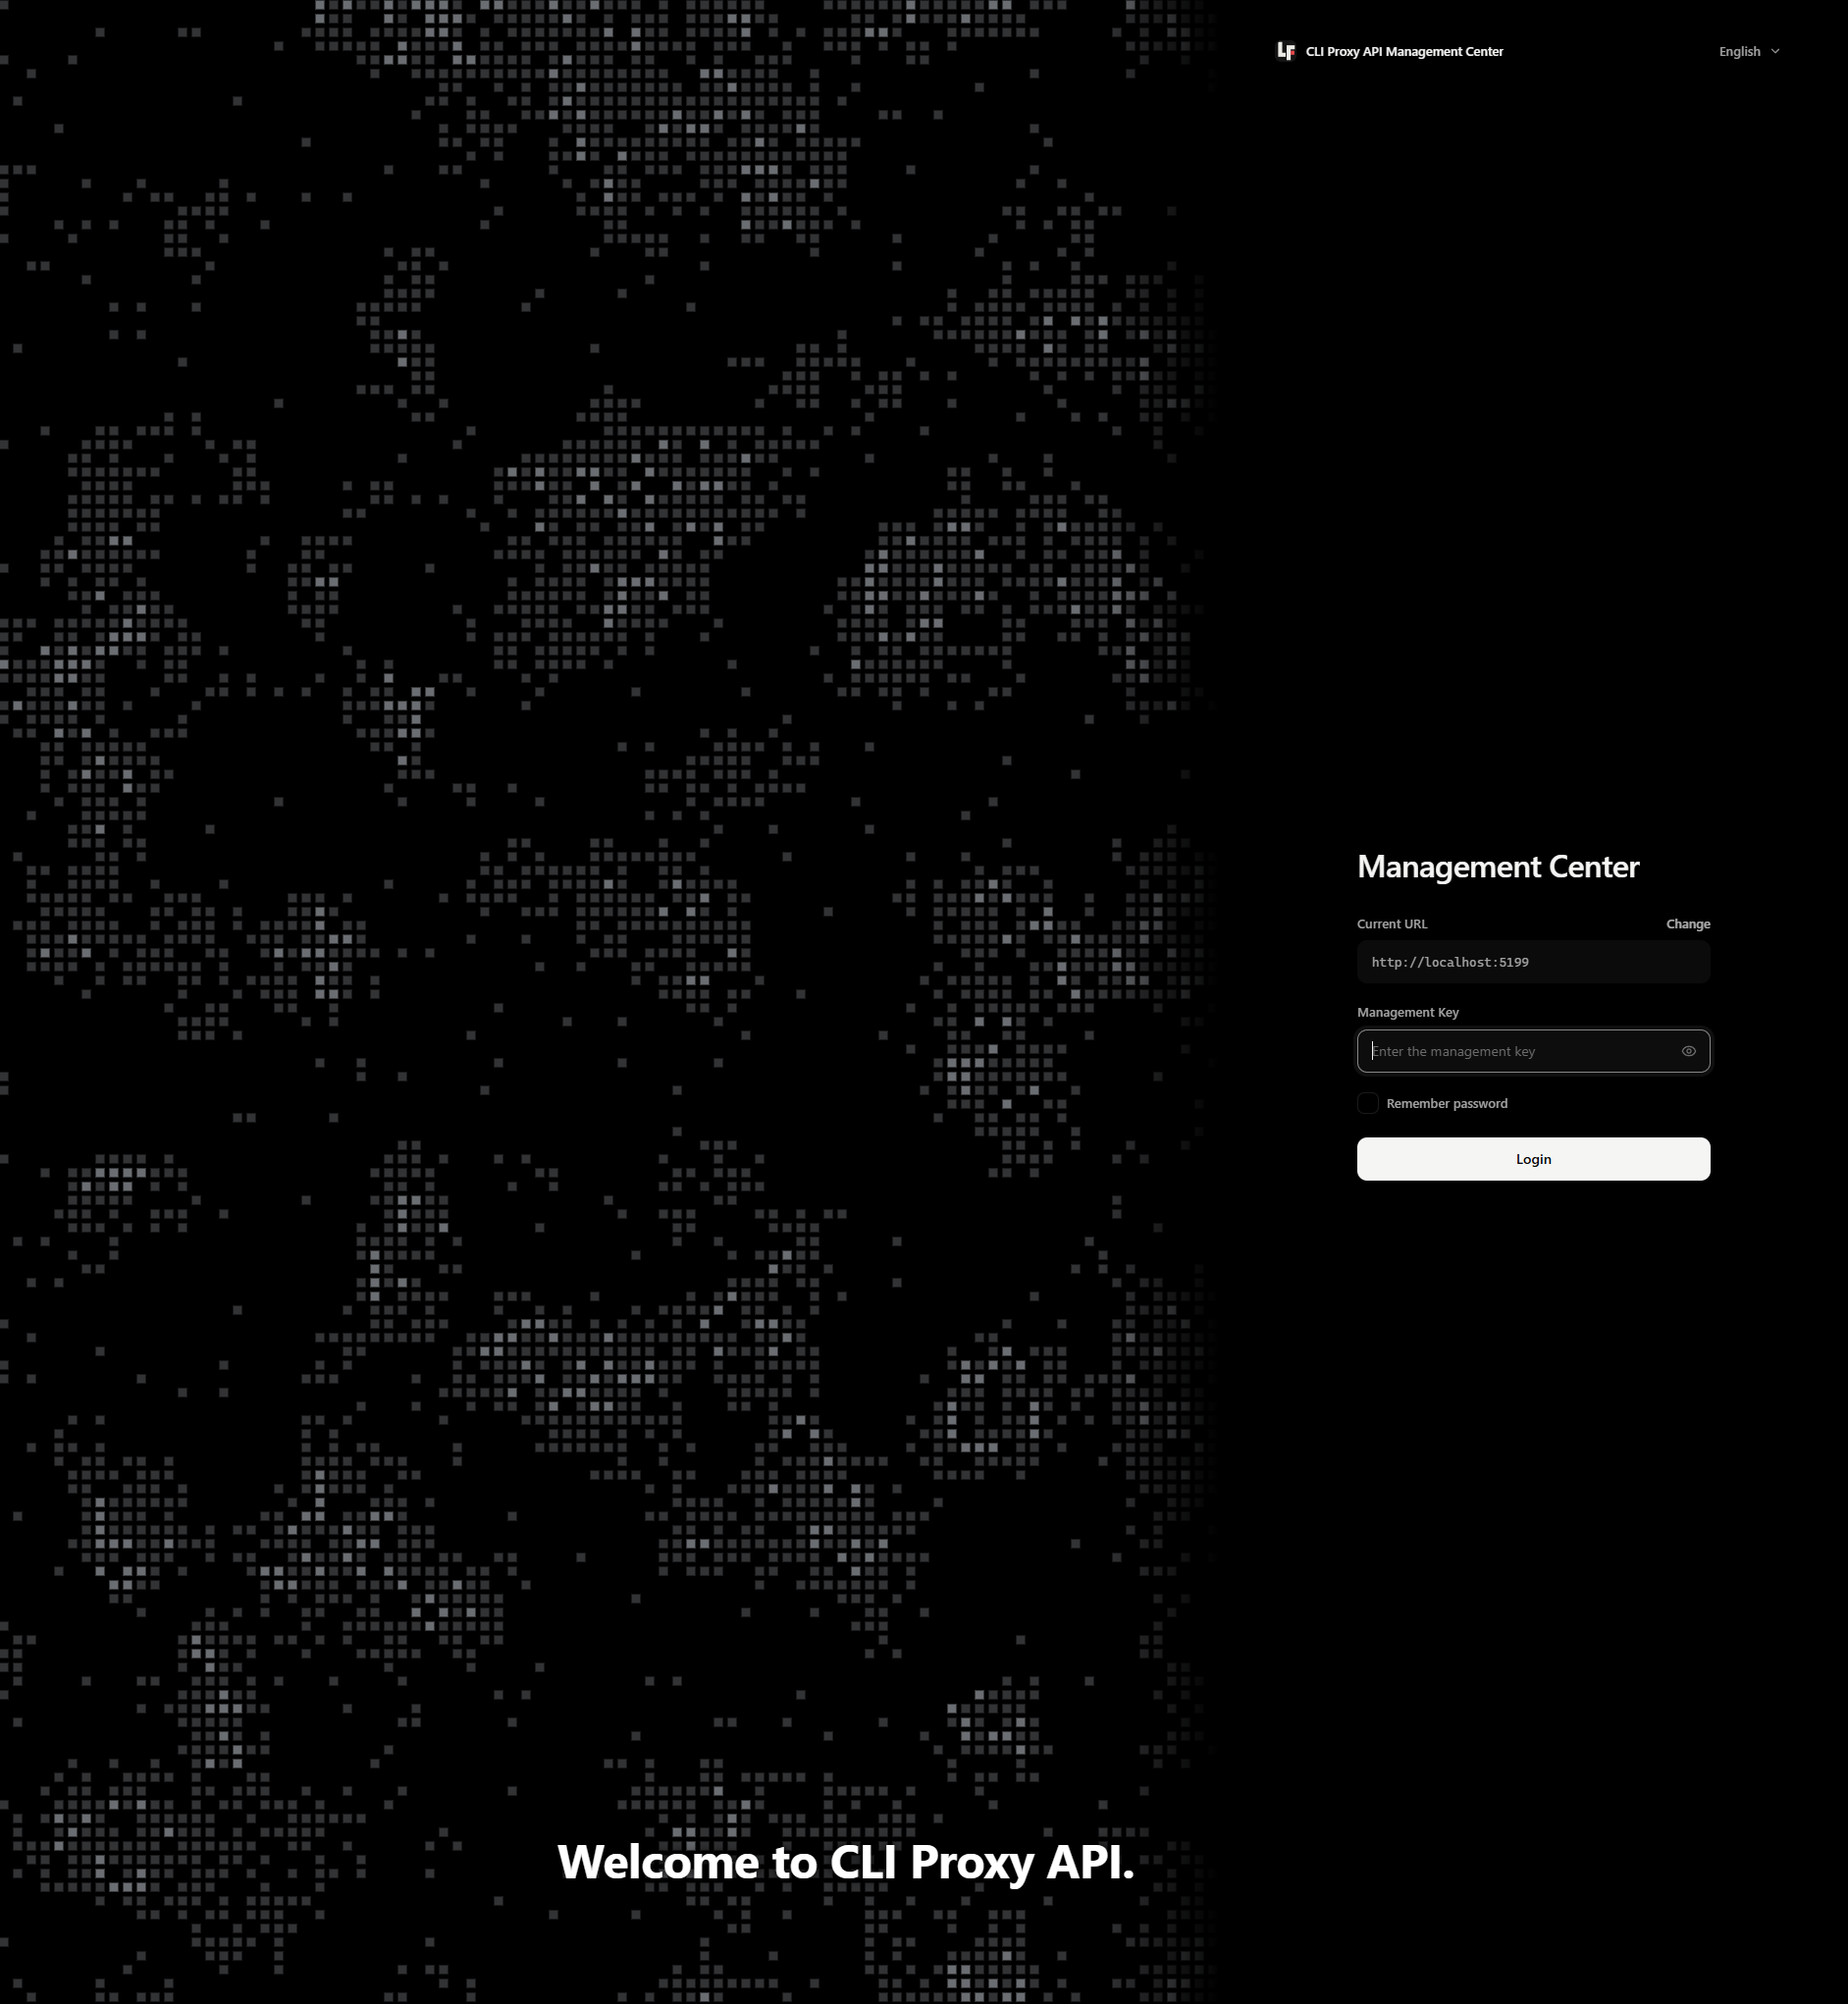 CLI Proxy API Management Center
English
Management Center
Current URL
Change
http://localhost:5199
Management Key
Enter the management key
Remember password
Login
Welcome to CLI Proxy API.